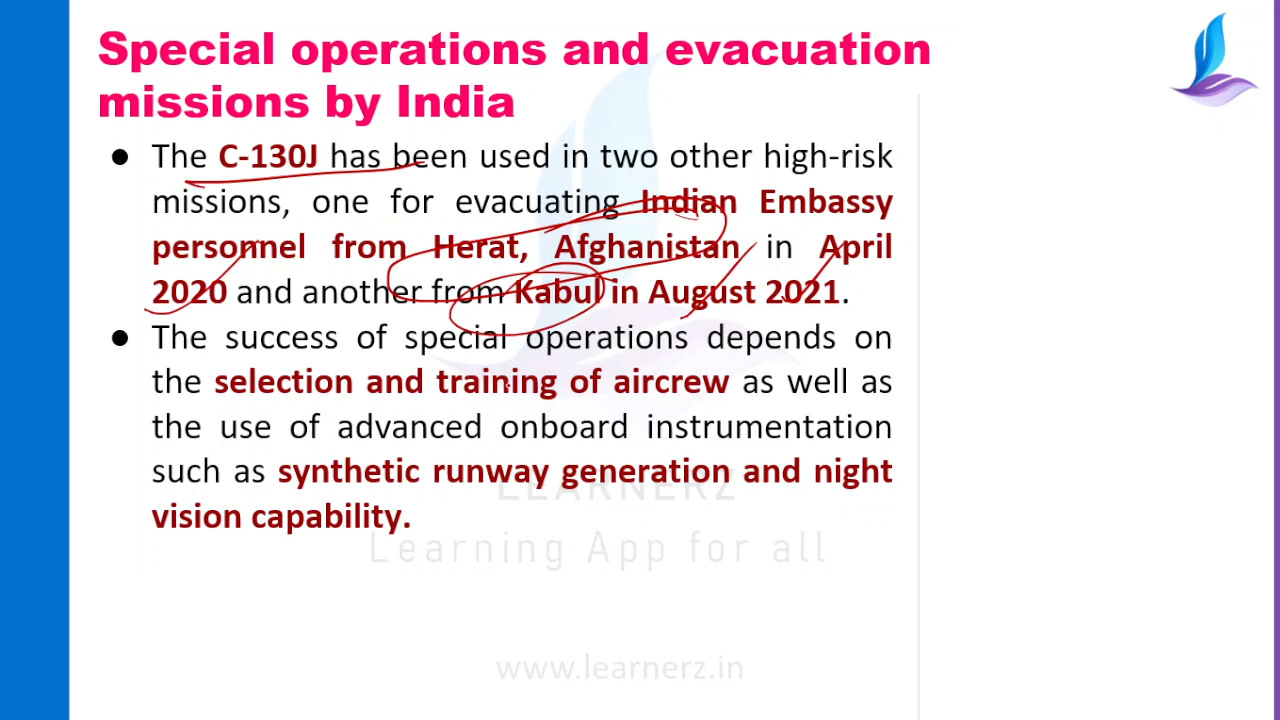 Special operations and evacuation
missions by India
● The C-130J has been used in two other high-risk
missions, one for evacuating Indian Embassy
personnel from Herat, Afghanistan in April
2020 and another from Kabul in August 2021.
● The success of special operations depends on
the selection and training of aircrew as well as
the use of advanced onboard instrumentation
such as synthetic runway generation and night
vision capability.
LEARNERZ
Learning App for all
www.learnerz.in